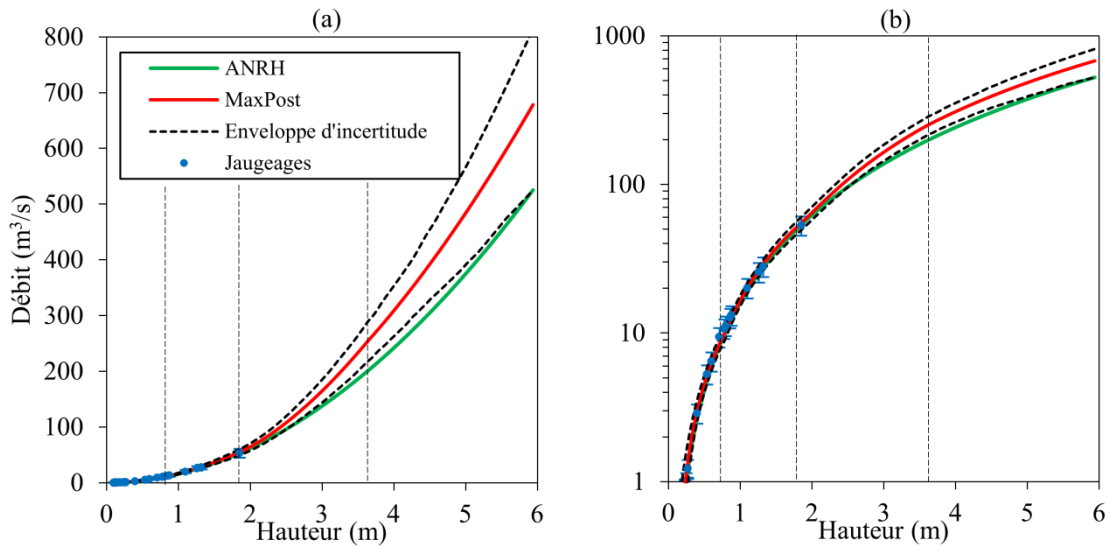 (a)
800
700
600
500
400
300
200
100
0
Débit (m³/s)
ANRH
MaxPost
Enveloppe d'incertitude
Jaugeages
0 1 2 3 4 5 6
Hauteur (m)
(b)
1000
100
10
1
0 1 2 3 4 5 6
Hauteur (m)